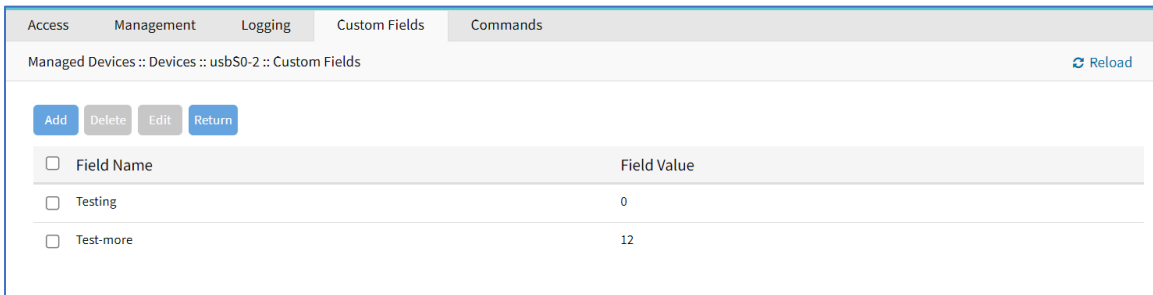 Access Management Logging Custom Fields Commands
Managed Devices :: Devices :: usbS0-2 :: Custom Fields Reload
Add Delete Edit Return
Field Name Field Value
Testing 0
Test-more 12